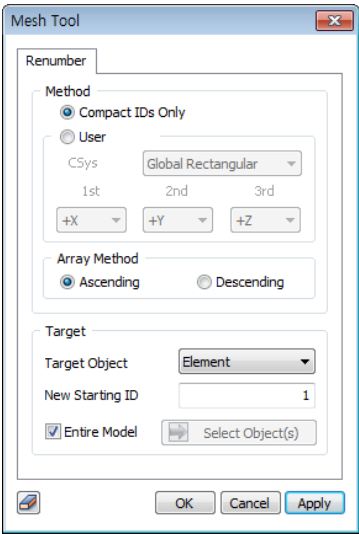 Mesh Tool
Renumber
Method
Compact IDs Only
User
CSys Global Rectangular
1st 2nd 3rd
+X +Y +Z
Array Method
Ascending Descending
Target
Target Object Element
New Starting ID 1
Entire Model Select Object(s)
OK Cancel Apply